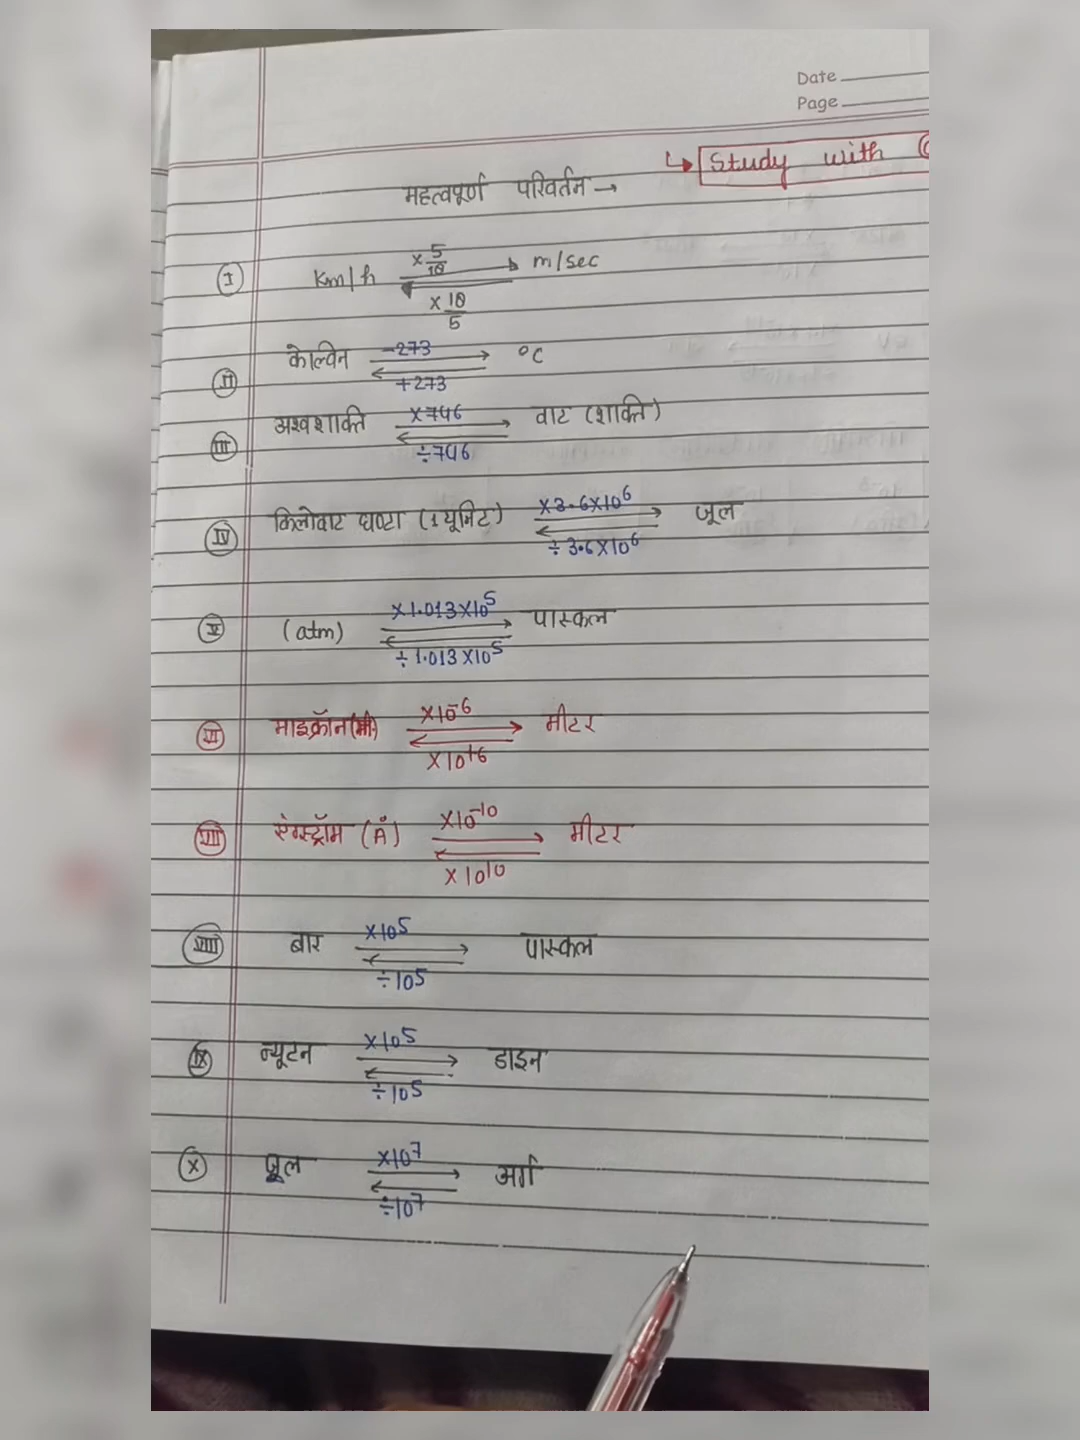 Date
Page
Study with
महत्वपूर्ण परिवर्तन →
I Km/h ×5/18 ⇄ ×18/5 m/sec
II केल्विन -273 ⇄ +273 °C
III अश्वशक्ति ×746 ⇄ ÷746 वाट (शक्ति)
IV किलोवाट घण्टा (1 यूनिट) ×3.6×10⁶ ⇄ ÷3.6×10⁶ जूल
V (atm) ×1.013×10⁵ ⇄ ÷1.013×10⁵ पास्कल
VI माइक्रॉन ×10⁻⁶ ⇄ ×10⁺⁶ मीटर
VII एंग्स्ट्रॉम (Å) ×10⁻¹⁰ ⇄ ×10¹⁰ मीटर
VIII बार ×10⁵ ⇄ ÷10⁵ पास्कल
IX न्यूटन ×10⁵ ⇄ ÷10⁵ डाइन
X जूल ×10⁷ ⇄ ÷10⁷ अर्ग